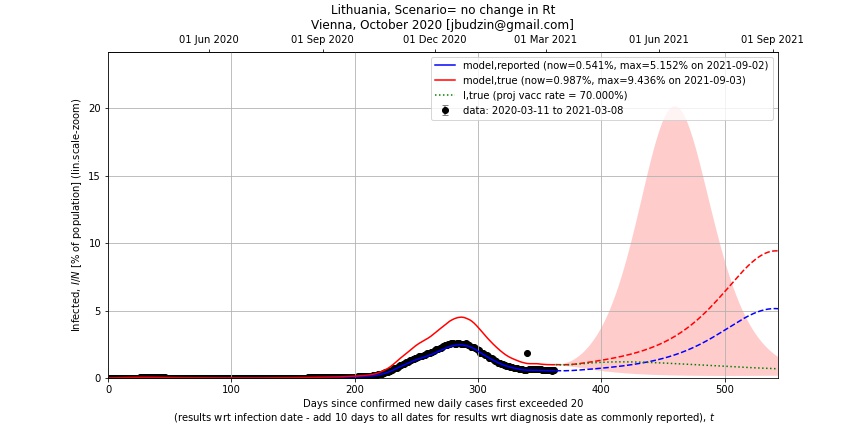 Lithuania, Scenario= no change in Rt
Vienna, October 2020 [jbudzin@gmail.com]
01 Jun 2020 01 Sep 2020 01 Dec 2020 01 Mar 2021 01 Jun 2021 01 Sep 2021
model,reported (now=0.541%, max=5.152% on 2021-09-02)
model,true (now=0.987%, max=9.436% on 2021-09-03)
I,true (proj vacc rate = 70.000%)
data: 2020-03-11 to 2021-03-08
Infected, I/N [% of population] (lin.scale-zoom)
20
15
10
5
0
0 100 200 300 400 500
Days since confirmed new daily cases first exceeded 20
(results wrt infection date - add 10 days to all dates for results wrt diagnosis date as commonly reported), t